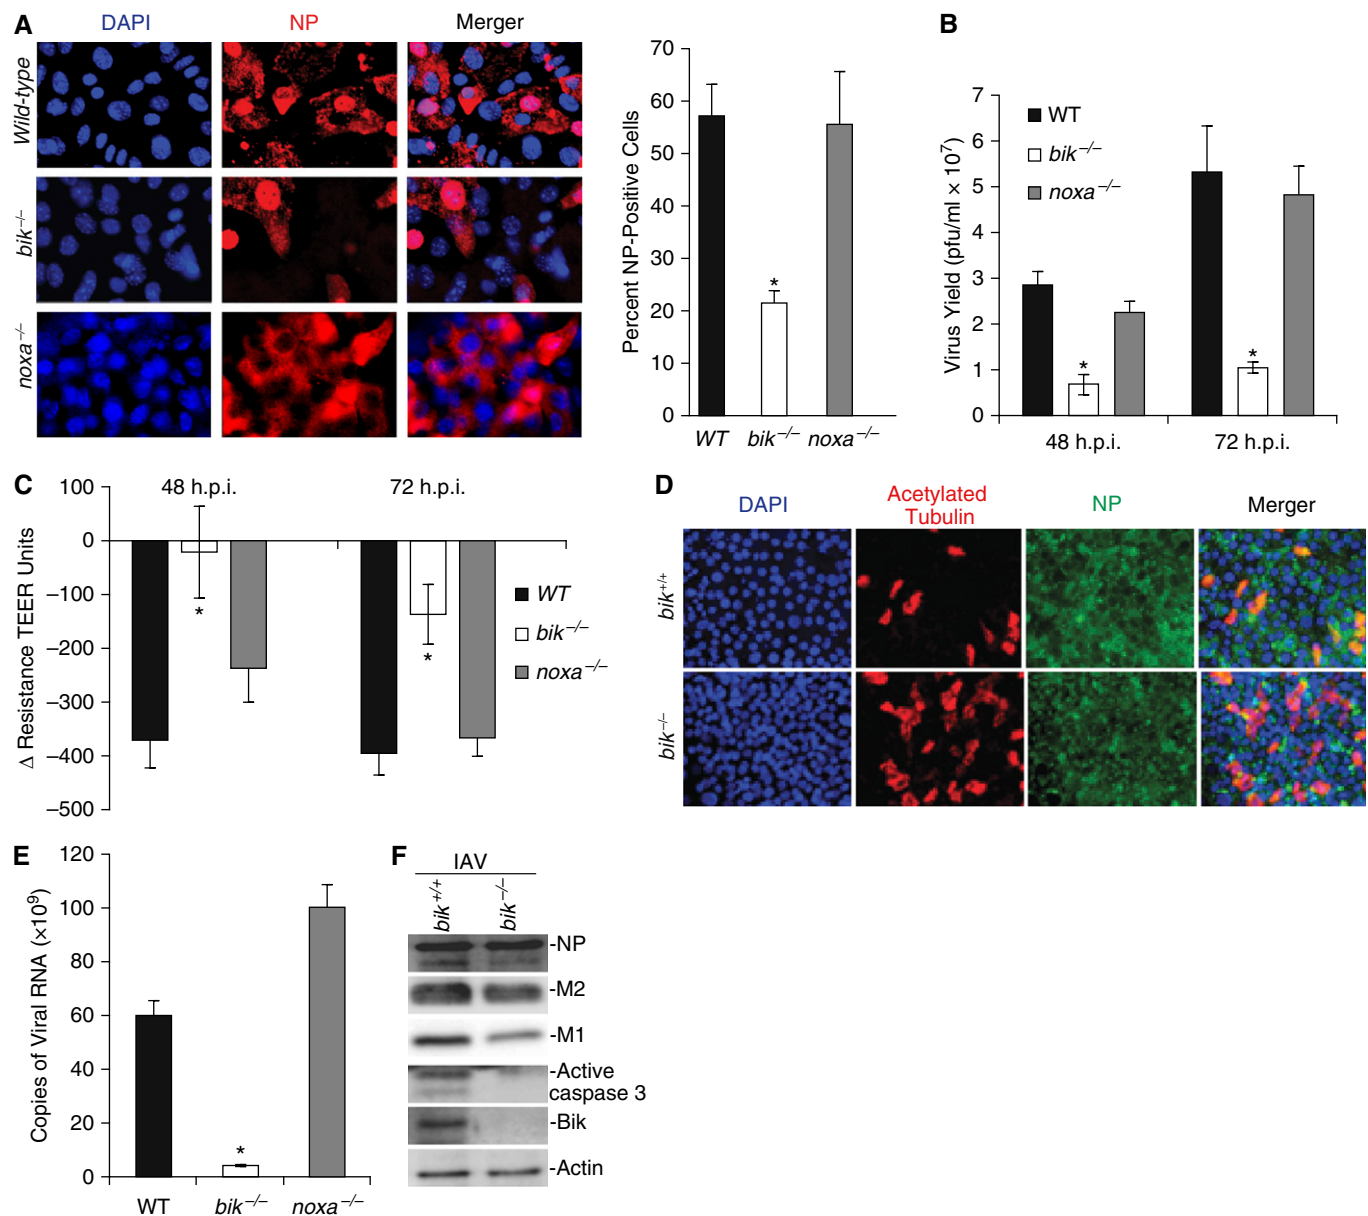 A
DAPI
NP
Merger
Wild-type
bik–/–
noxa–/–
70
60
50
40
30
20
10
0
Percent NP-Positive Cells
*
WT
bik–/–
noxa–/–
B
7
6
5
4
3
2
1
0
Virus Yield (pfu/ml × 10⁷)
WT
bik–/–
noxa–/–
*
*
48 h.p.i.
72 h.p.i.
C
100
0
–100
–200
–300
–400
–500
Δ Resistance TEER Units
48 h.p.i.
72 h.p.i.
*
*
WT
bik–/–
noxa–/–
D
DAPI
Acetylated
Tubulin
NP
Merger
bik+/+
bik–/–
E
120
100
80
60
40
20
0
Copies of Viral RNA (×10⁹)
*
WT
bik–/–
noxa–/–
F
IAV
bik+/+
bik–/–
-NP
-M2
-M1
-Active
caspase 3
-Bik
-Actin